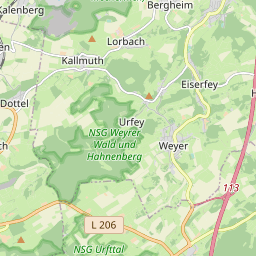 Kalenberg
Bergheim
Lorbach
Kallmuth
Eiserfey
Dottel
Urfey
NSG Weyrer
Wald und
Hahnenberg
Weyer
113
L 206
NSG Urfttal